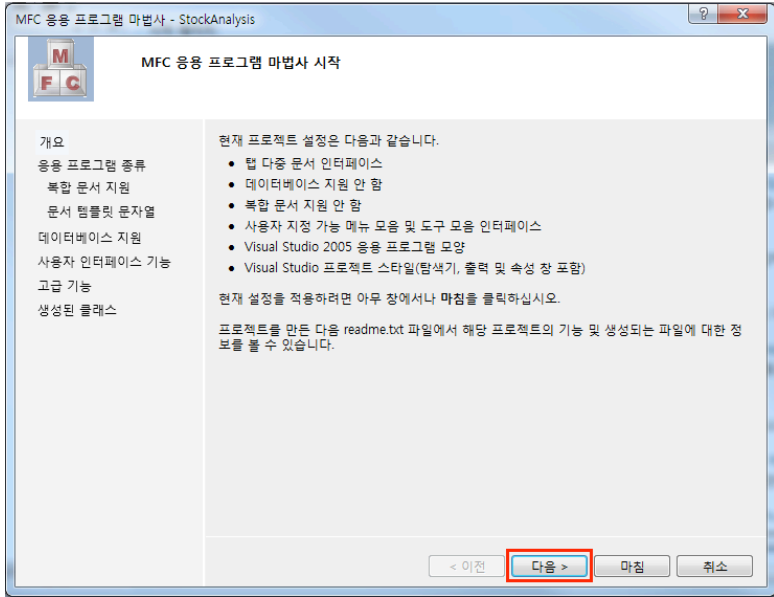 MFC 응용 프로그램 마법사 - StockAnalysis
? X
M
F C
MFC 응용 프로그램 마법사 시작
개요
응용 프로그램 종류
복합 문서 지원
문서 템플릿 문자열
데이터베이스 지원
사용자 인터페이스 기능
고급 기능
생성된 클래스
현재 프로젝트 설정은 다음과 같습니다.
• 탭 다중 문서 인터페이스
• 데이터베이스 지원 안 함
• 복합 문서 지원 안 함
• 사용자 지정 가능 메뉴 모음 및 도구 모음 인터페이스
• Visual Studio 2005 응용 프로그램 모양
• Visual Studio 프로젝트 스타일(탐색기, 출력 및 속성 창 포함)
현재 설정을 적용하려면 아무 창에서나 마침을 클릭하십시오.
프로젝트를 만든 다음 readme.txt 파일에서 해당 프로젝트의 기능 및 생성되는 파일에 대한 정
보를 볼 수 있습니다.
< 이전 다음 > 마침 취소